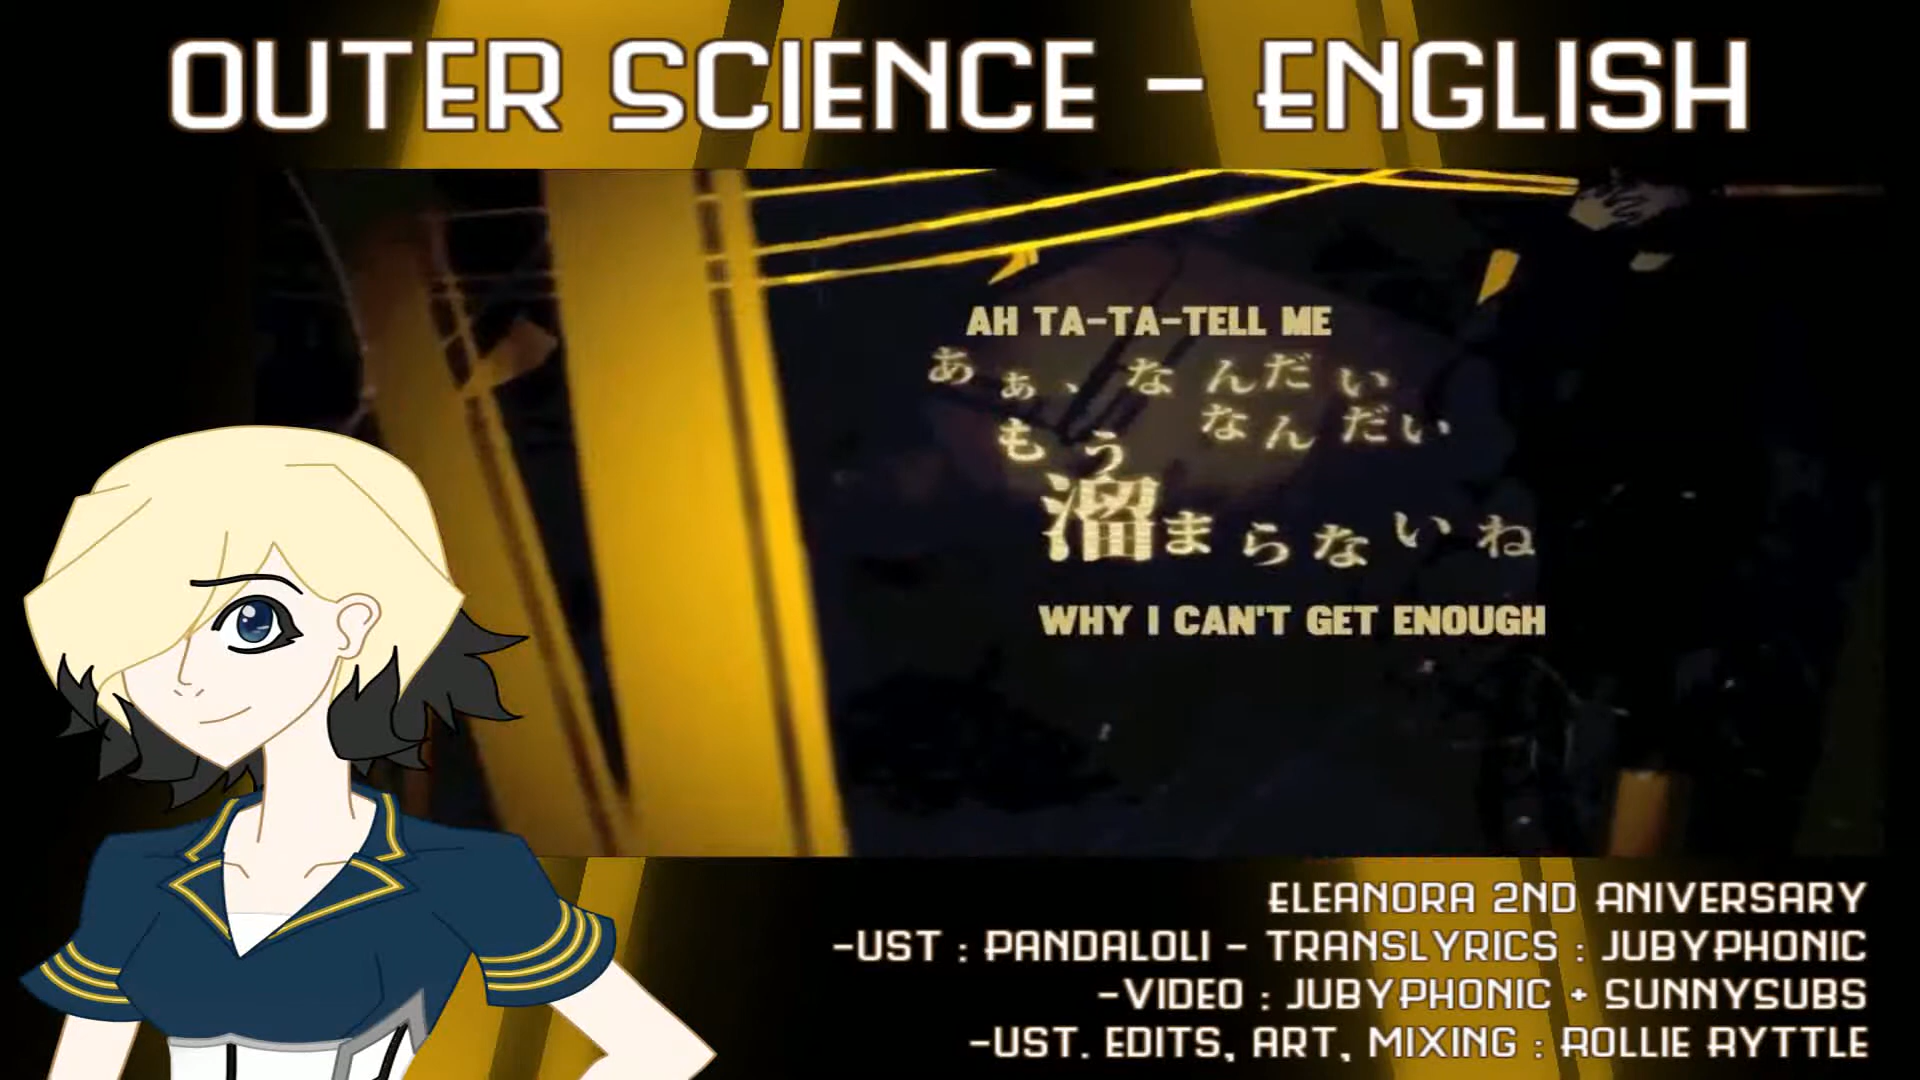 OUTER SCIENCE - ENGLISH
AH TA-TA-TELL ME
あぁ、なんだい
なんだい
もう
溜まらないね
WHY I CAN'T GET ENOUGH
ELEANORA 2ND ANIVERSARY
-UST : PANDALOLI - TRANSLYRICS : JUBYPHONIC
-VIDEO : JUBYPHONIC + SUNNYSUBS
-UST. EDITS, ART, MIXING : ROLLIE RYTTLE